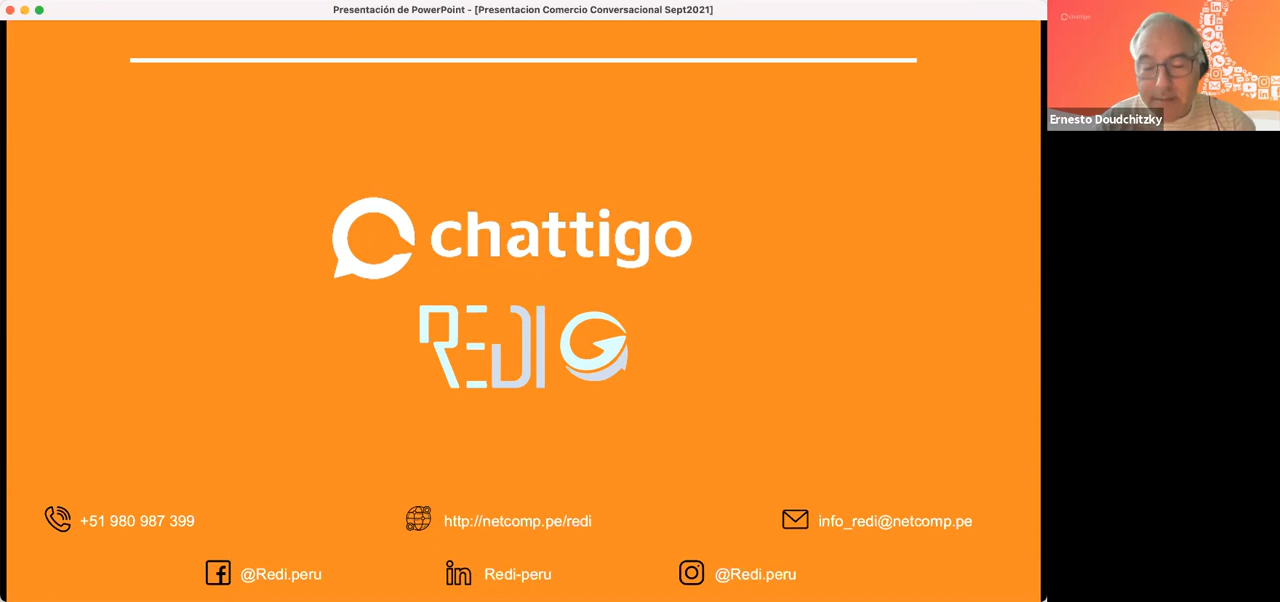 Presentación de PowerPoint - [Presentacion Comercio Conversacional Sept2021]
chattigo
Ernesto Doudchitzky
chattigo
REDI
+51 980 987 399
http://netcomp.pe/redi
info_redi@netcomp.pe
@Redi.peru
Redi-peru
@Redi.peru